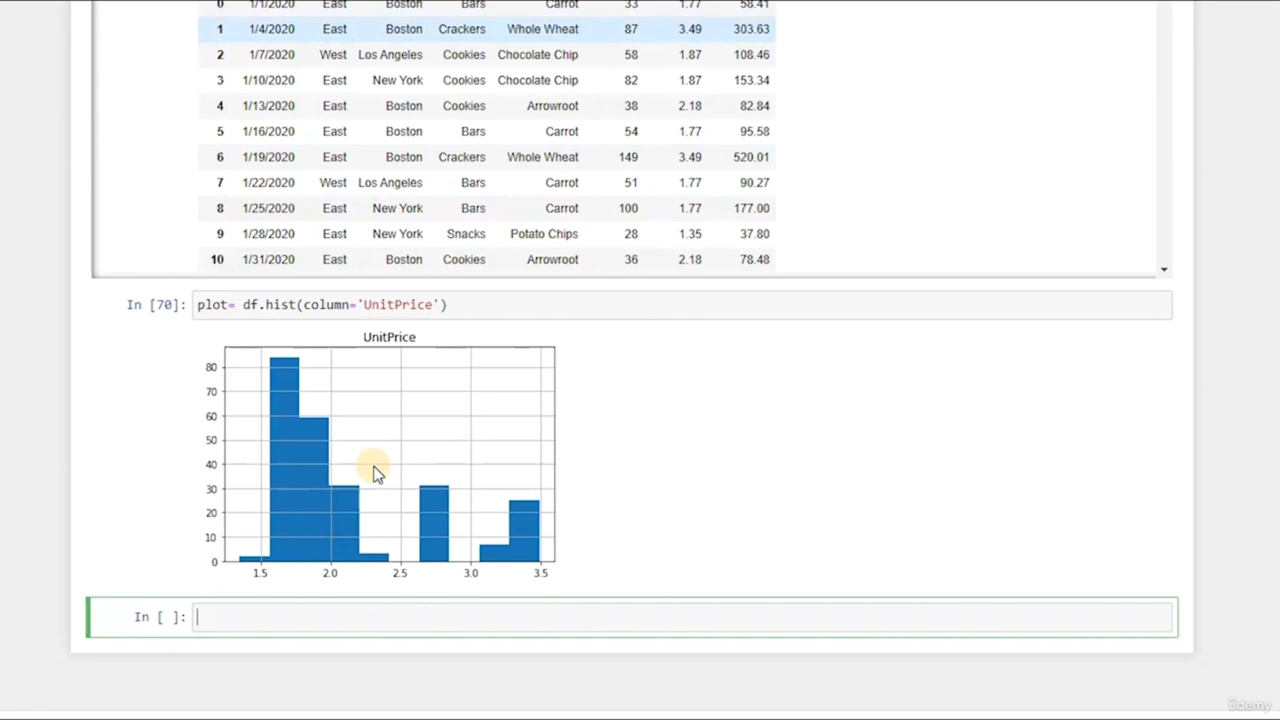 0 1/1/2020 East Boston Bars Carrot 33 1.77 58.41
1 1/4/2020 East Boston Crackers Whole Wheat 87 3.49 303.63
2 1/7/2020 West Los Angeles Cookies Chocolate Chip 58 1.87 108.46
3 1/10/2020 East New York Cookies Chocolate Chip 82 1.87 153.34
4 1/13/2020 East Boston Cookies Arrowroot 38 2.18 82.84
5 1/16/2020 East Boston Bars Carrot 54 1.77 95.58
6 1/19/2020 East Boston Crackers Whole Wheat 149 3.49 520.01
7 1/22/2020 West Los Angeles Bars Carrot 51 1.77 90.27
8 1/25/2020 East New York Bars Carrot 100 1.77 177.00
9 1/28/2020 East New York Snacks Potato Chips 28 1.35 37.80
10 1/31/2020 East Boston Cookies Arrowroot 36 2.18 78.48
In [70]: plot= df.hist(column='UnitPrice')
UnitPrice
80
70
60
50
40
30
20
10
0
1.5 2.0 2.5 3.0 3.5
In [ ]:
ûdemy